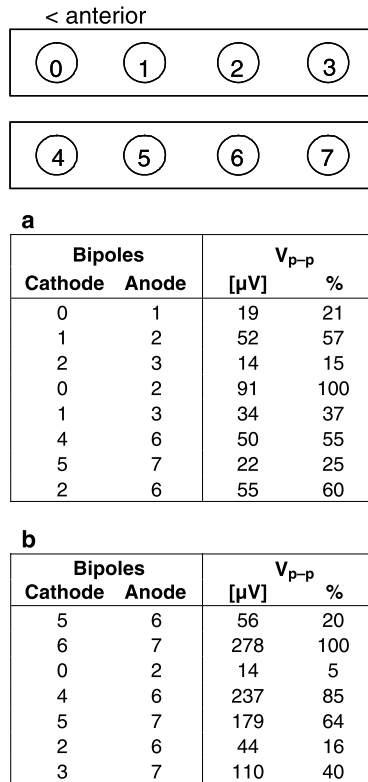 < anterior
0 1 2 3
4 5 6 7
a
Bipoles Vp–p
Cathode Anode [µV] %
0 1 19 21
1 2 52 57
2 3 14 15
0 2 91 100
1 3 34 37
4 6 50 55
5 7 22 25
2 6 55 60
b
Bipoles Vp–p
Cathode Anode [µV] %
5 6 56 20
6 7 278 100
0 2 14 5
4 6 237 85
5 7 179 64
2 6 44 16
3 7 110 40